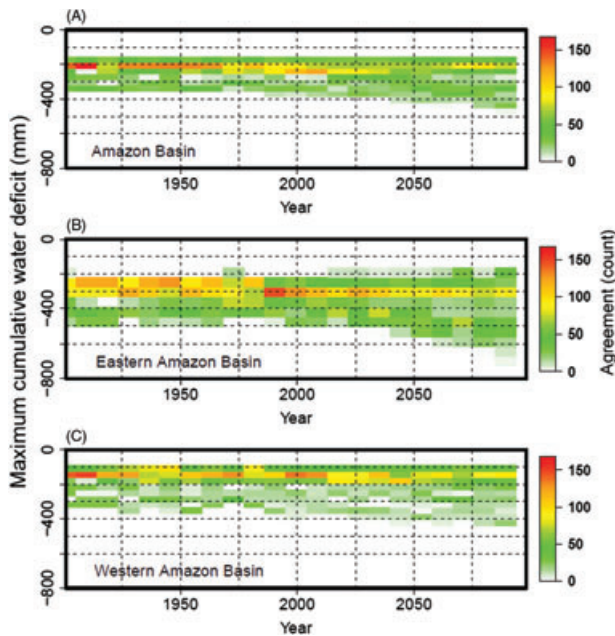 (A)
0
−400
−800
Amazon Basin
1950
2000
2050
Year
150
100
50
0
(B)
0
−400
−800
Eastern Amazon Basin
1950
2000
2050
Year
150
100
50
0
(C)
0
−400
−800
Western Amazon Basin
1950
2000
2050
Year
150
100
50
0
Maximum cumulative water deficit (mm)
Agreement (count)